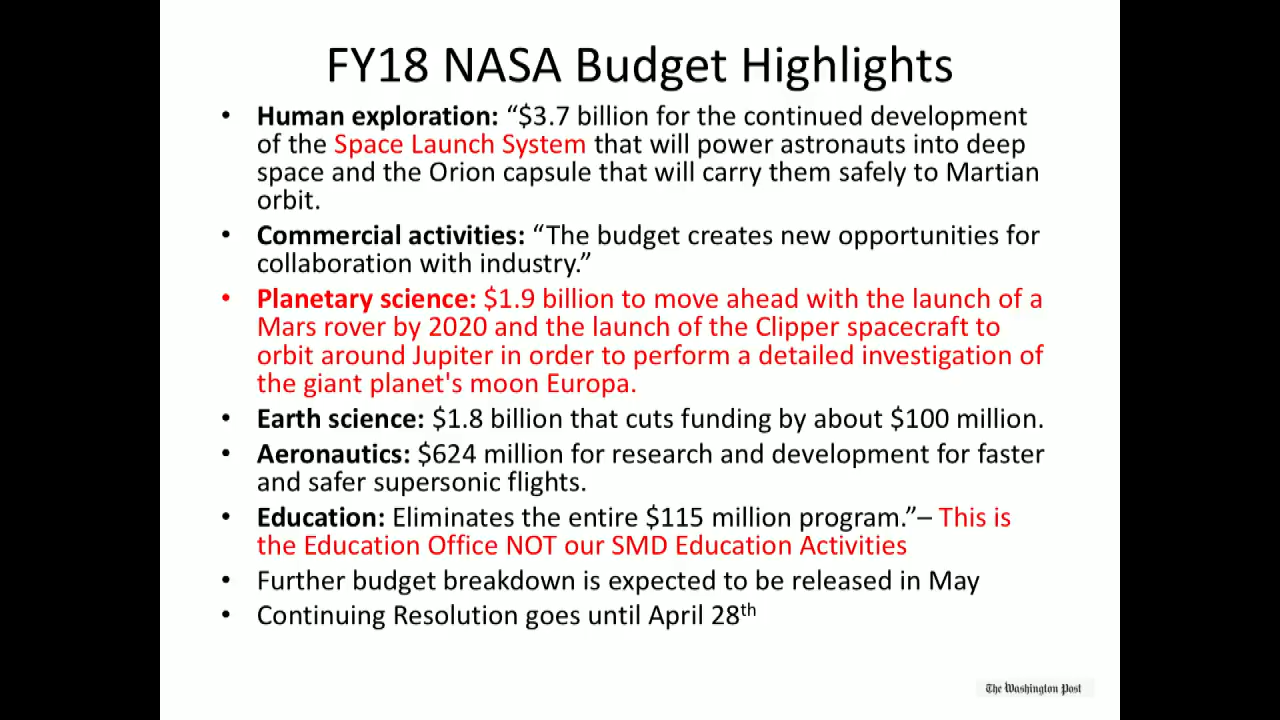 FY18 NASA Budget Highlights
• Human exploration: “$3.7 billion for the continued development
of the Space Launch System that will power astronauts into deep
space and the Orion capsule that will carry them safely to Martian
orbit.
• Commercial activities: “The budget creates new opportunities for
collaboration with industry.”
• Planetary science: $1.9 billion to move ahead with the launch of a
Mars rover by 2020 and the launch of the Clipper spacecraft to
orbit around Jupiter in order to perform a detailed investigation of
the giant planet's moon Europa.
• Earth science: $1.8 billion that cuts funding by about $100 million.
• Aeronautics: $624 million for research and development for faster
and safer supersonic flights.
• Education: Eliminates the entire $115 million program.”– This is
the Education Office NOT our SMD Education Activities
• Further budget breakdown is expected to be released in May
• Continuing Resolution goes until April 28th
The Washington Post